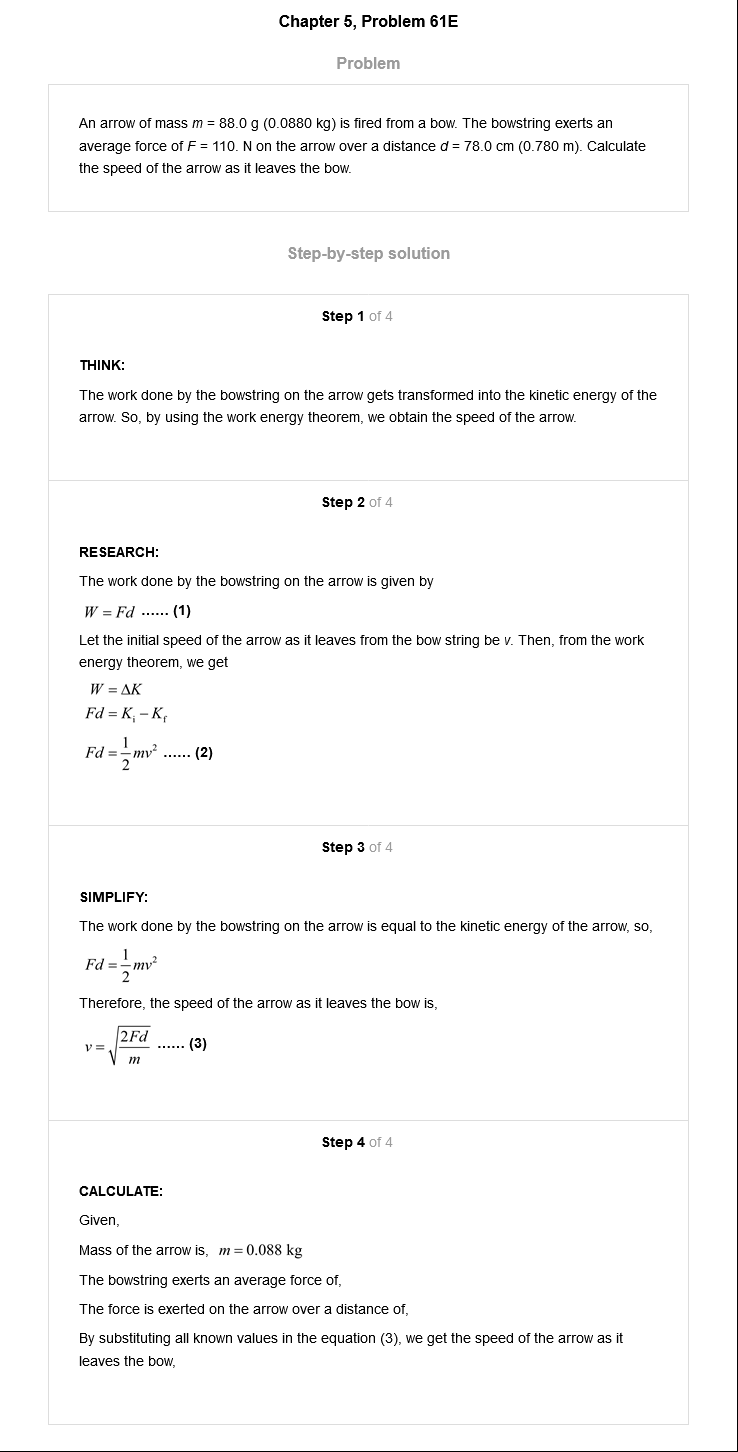 Chapter 5, Problem 61E
Problem
An arrow of mass m = 88.0 g (0.0880 kg) is fired from a bow. The bowstring exerts an
average force of F = 110. N on the arrow over a distance d = 78.0 cm (0.780 m). Calculate
the speed of the arrow as it leaves the bow.
Step-by-step solution
Step 1 of 4
THINK:
The work done by the bowstring on the arrow gets transformed into the kinetic energy of the
arrow. So, by using the work energy theorem, we obtain the speed of the arrow.
Step 2 of 4
RESEARCH:
The work done by the bowstring on the arrow is given by
W = Fd ...... (1)
Let the initial speed of the arrow as it leaves from the bow string be v. Then, from the work
energy theorem, we get
W = ΔK
Fd = K_i − K_f
Fd = 1/2 mv² ...... (2)
Step 3 of 4
SIMPLIFY:
The work done by the bowstring on the arrow is equal to the kinetic energy of the arrow, so,
Fd = 1/2 mv²
Therefore, the speed of the arrow as it leaves the bow is,
v = √(2Fd/m) ...... (3)
Step 4 of 4
CALCULATE:
Given,
Mass of the arrow is, m = 0.088 kg
The bowstring exerts an average force of,
The force is exerted on the arrow over a distance of,
By substituting all known values in the equation (3), we get the speed of the arrow as it
leaves the bow,